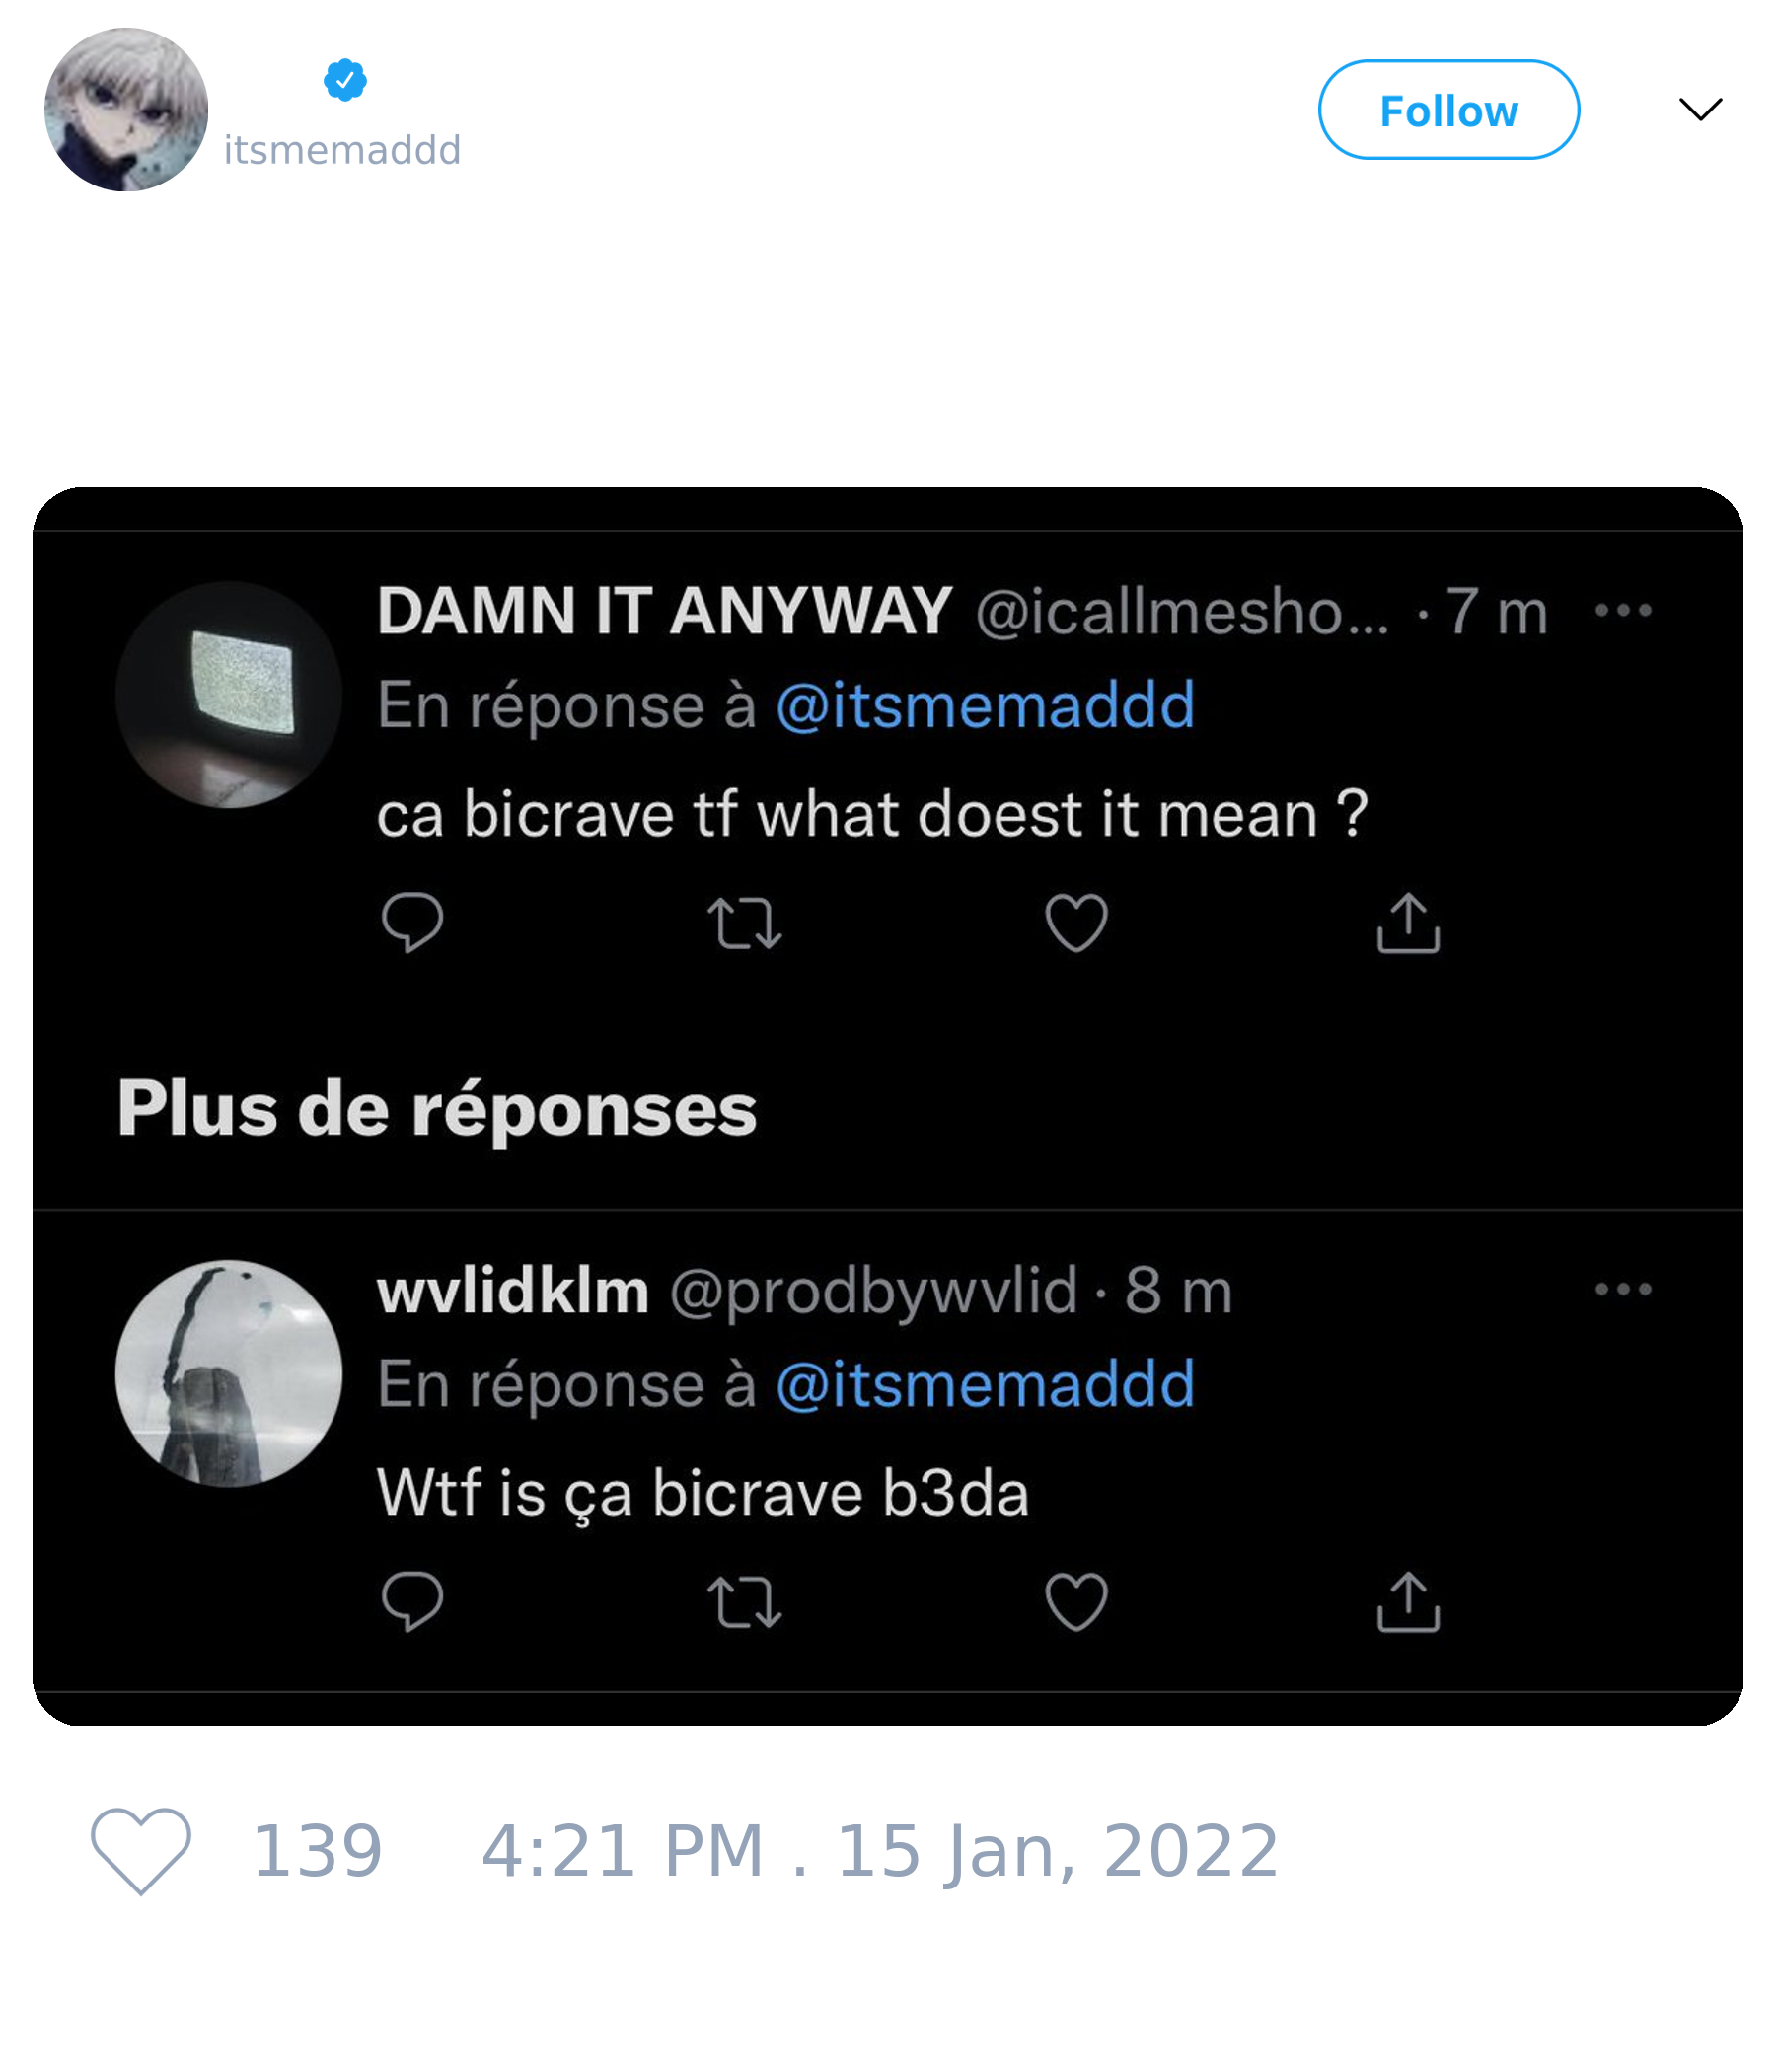 itsmemaddd
Follow
DAMN IT ANYWAY @icallmesho... · 7 m
En réponse à @itsmemaddd
ca bicrave tf what doest it mean ?
Plus de réponses
wvlidklm @prodbywvlid · 8 m
En réponse à @itsmemaddd
Wtf is ça bicrave b3da
139 4:21 PM . 15 Jan, 2022